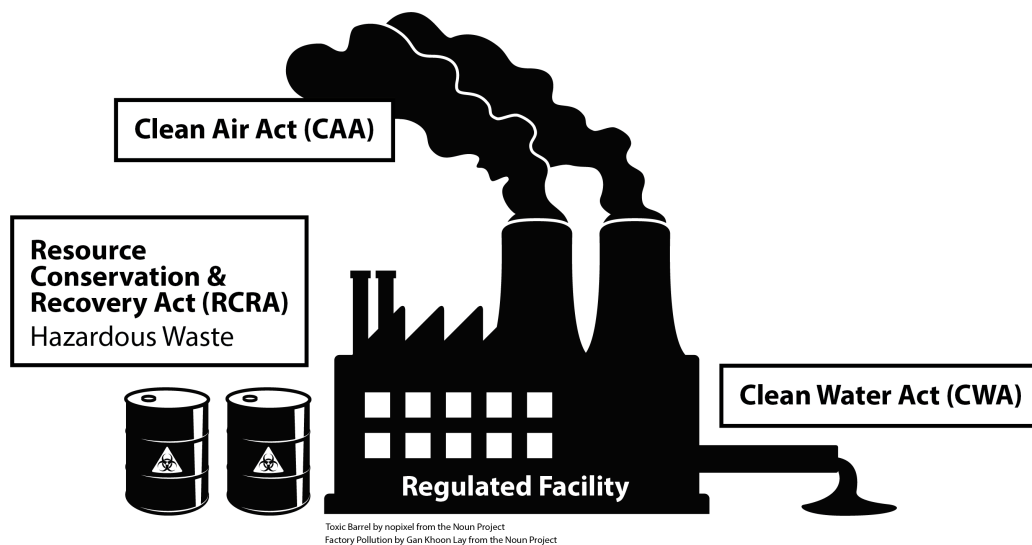 Clean Air Act (CAA)
Resource
Conservation &
Recovery Act (RCRA)
Hazardous Waste
Clean Water Act (CWA)
Regulated Facility
Toxic Barrel by nopixel from the Noun Project
Factory Pollution by Gan Khoon Lay from the Noun Project